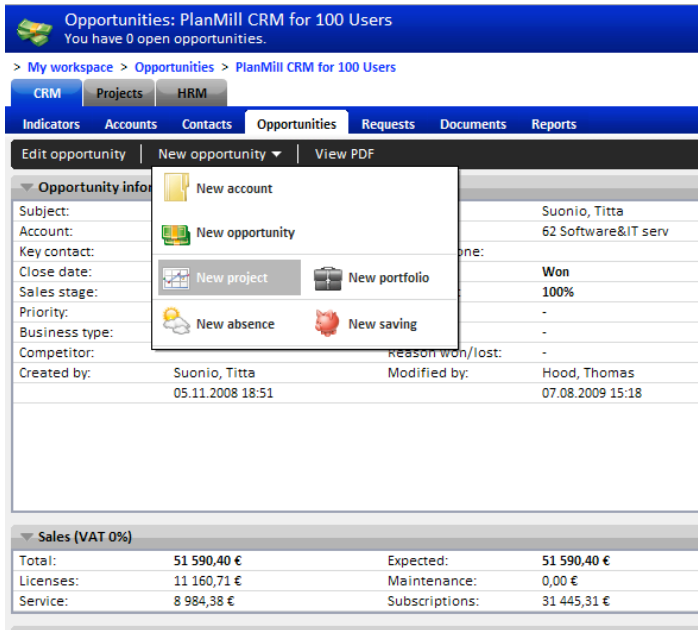 Opportunities: PlanMill CRM for 100 Users
You have 0 open opportunities.
> My workspace > Opportunities > PlanMill CRM for 100 Users
CRM Projects HRM
Indicators Accounts Contacts Opportunities Requests Documents Reports
Edit opportunity New opportunity View PDF
Opportunity infor
New account
New opportunity
New project New portfolio
New absence New saving
Subject: Suonio, Titta
Account: 62 Software&IT serv
Key contact: one:
Close date: Won
Sales stage: : 100%
Priority: -
Business type: -
Competitor: Reason won/lost: -
Created by: Suonio, Titta Modified by: Hood, Thomas
05.11.2008 18:51 07.08.2009 15:18
Sales (VAT 0%)
Total: 51 590,40 € Expected: 51 590,40 €
Licenses: 11 160,71 € Maintenance: 0,00 €
Service: 8 984,38 € Subscriptions: 31 445,31 €